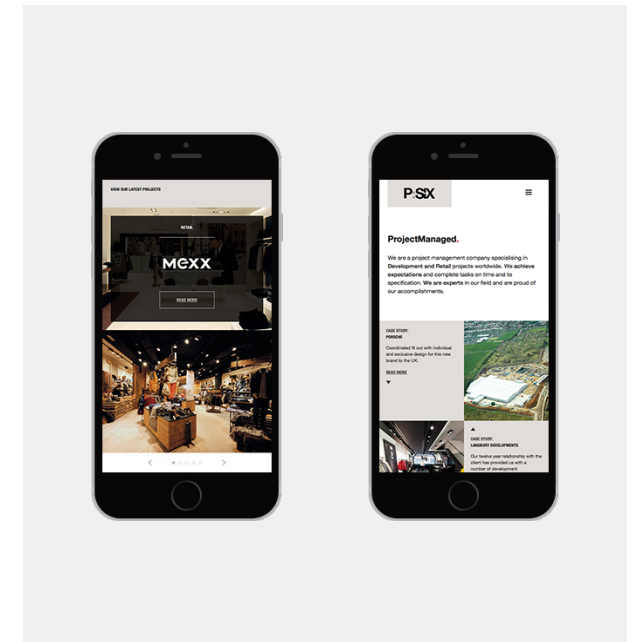 VIEW OUR LATEST PROJECTS
RETAIL
mexx
READ MORE
P:SIX
ProjectManaged.
We are a project management company specialising in
Development and Retail projects worldwide. We achieve
expectations and complete tasks on time and to
specification. We are experts in our field and are proud of
our accomplishments.
CASE STUDY:
PORSCHE
Coordinated fit out with individual
and exclusive design for this new
brand to the UK.
READ MORE
CASE STUDY:
LANGBURY DEVELOPMENTS
Our twelve year relationship with the
client has provided us with a
number of development